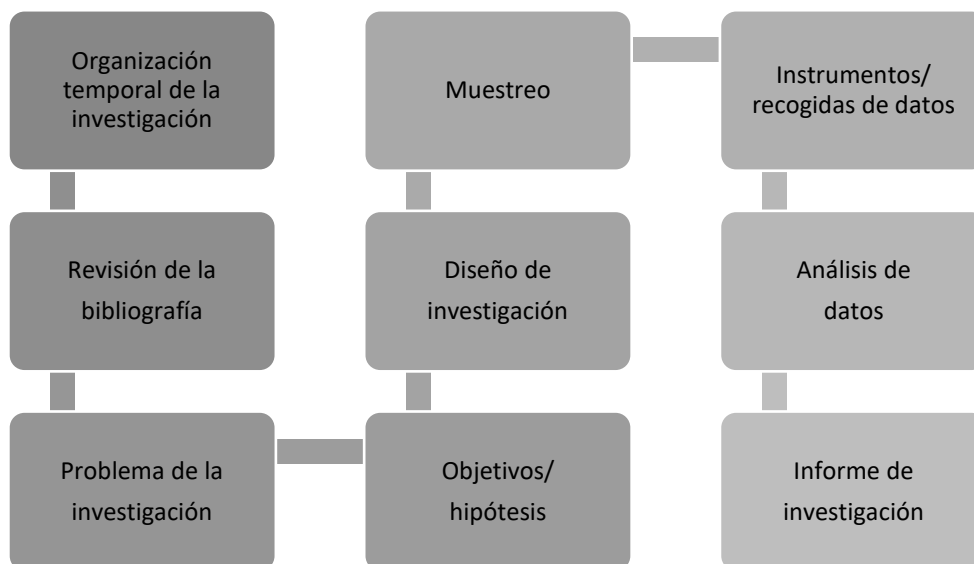 Organización
temporal de la
investigación
Revisión de la
bibliografía
Problema de la
investigación
Objetivos/
hipótesis
Diseño de
investigación
Muestreo
Instrumentos/
recogidas de datos
Análisis de
datos
Informe de
investigación